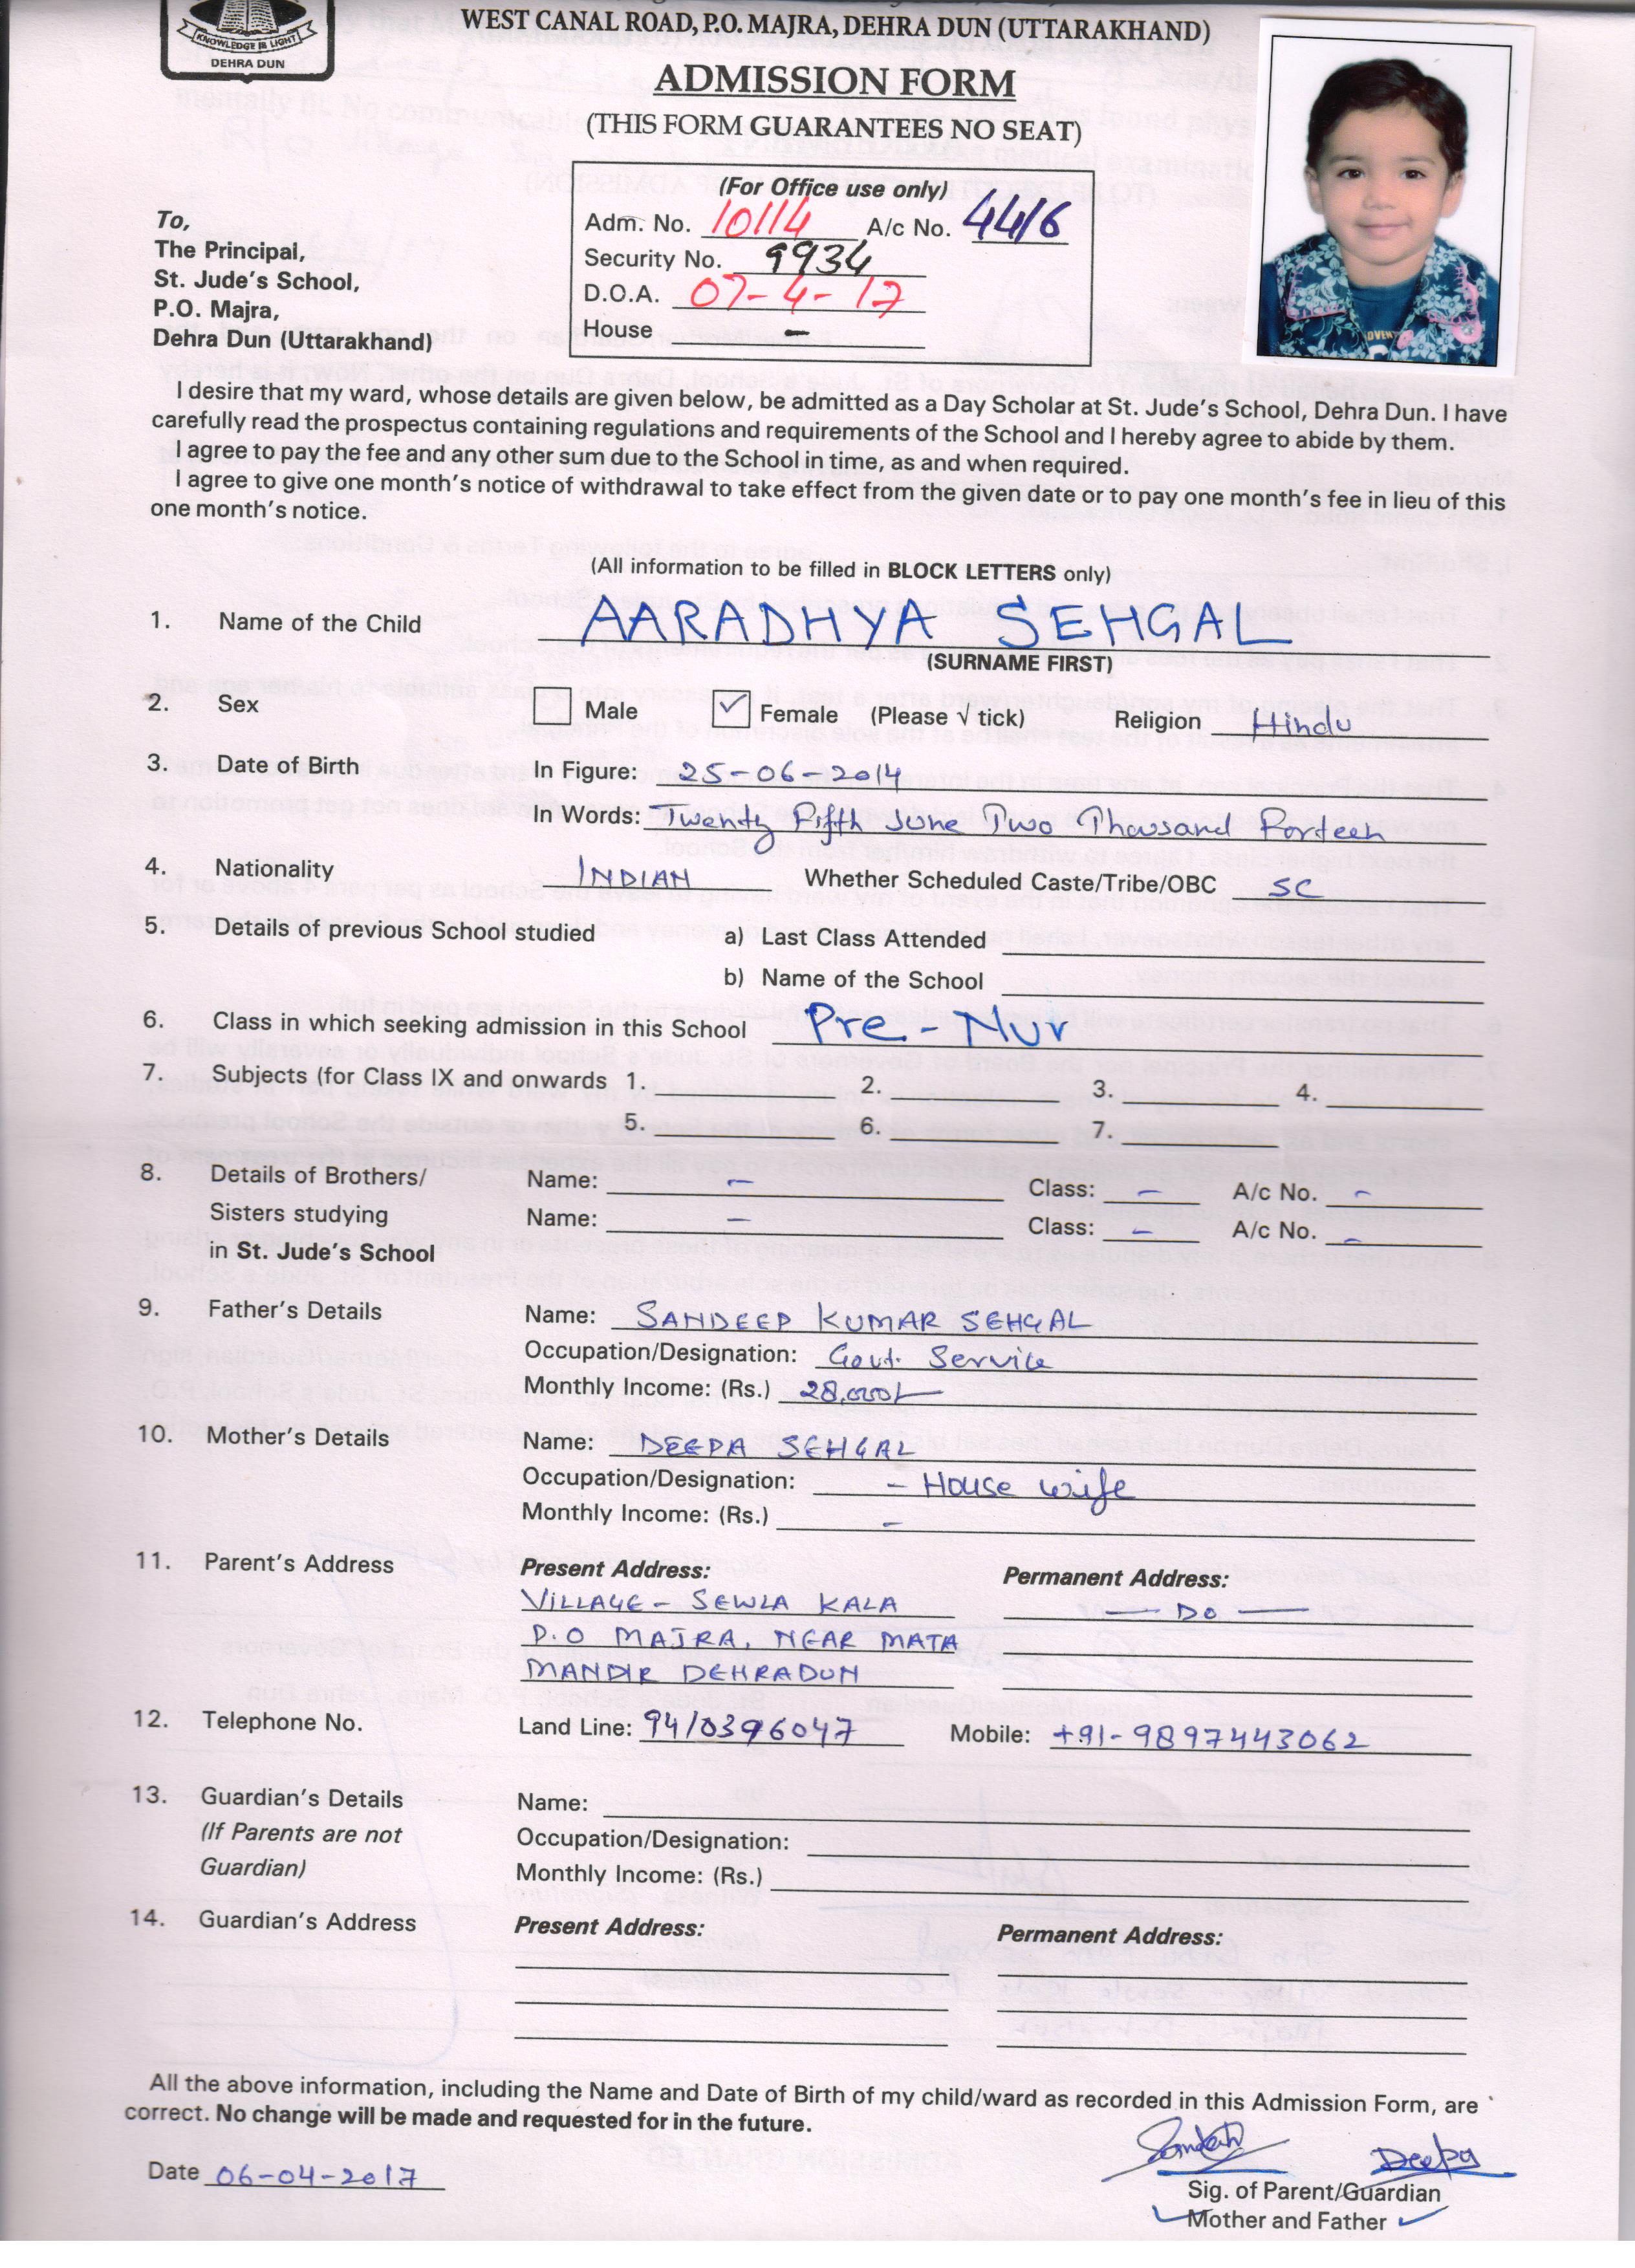 KNOWLEDGE IS LIGHT
DEHRA DUN
WEST CANAL ROAD, P.O. MAJRA, DEHRA DUN (UTTARAKHAND)
ADMISSION FORM
(THIS FORM GUARANTEES NO SEAT)
(For Office use only)
Adm. No. 10114 A/c No. 4416
Security No. 9934
D.O.A. 07-4-17
House -
To,
The Principal,
St. Jude's School,
P.O. Majra,
Dehra Dun (Uttarakhand)
I desire that my ward, whose details are given below, be admitted as a Day Scholar at St. Jude's School, Dehra Dun. I have
carefully read the prospectus containing regulations and requirements of the School and I hereby agree to abide by them.
I agree to pay the fee and any other sum due to the School in time, as and when required.
I agree to give one month's notice of withdrawal to take effect from the given date or to pay one month's fee in lieu of this
one month's notice.
(All information to be filled in BLOCK LETTERS only)
1. Name of the Child AARADHYA SEHGAL
(SURNAME FIRST)
2. Sex Male ✓ Female (Please √ tick) Religion Hindu
3. Date of Birth In Figure: 25-06-2014
In Words: Twenty Fifth June Two Thousand Forteen
4. Nationality INDIAN Whether Scheduled Caste/Tribe/OBC SC
5. Details of previous School studied a) Last Class Attended
b) Name of the School
6. Class in which seeking admission in this School Pre-Nur
7. Subjects (for Class IX and onwards 1. 2. 3. 4.
5. 6. 7.
8. Details of Brothers/ Name: - Class: - A/c No. -
Sisters studying Name: - Class: - A/c No. -
in St. Jude's School
9. Father's Details Name: SANDEEP KUMAR SEHGAL
Occupation/Designation: Govt. Service
Monthly Income: (Rs.) 28,000/-
10. Mother's Details Name: DEEPA SEHGAL
Occupation/Designation: - House wife
Monthly Income: (Rs.) -
11. Parent's Address Present Address: Permanent Address:
VILLAGE - SEWLA KALA — DO —
P.O MAJRA, NEAR MATA
MANDIR DEHRADUN
12. Telephone No. Land Line: 9410396047 Mobile: +91-9897443062
13. Guardian's Details Name:
(If Parents are not Occupation/Designation:
Guardian) Monthly Income: (Rs.)
14. Guardian's Address Present Address: Permanent Address:
All the above information, including the Name and Date of Birth of my child/ward as recorded in this Admission Form, are
correct. No change will be made and requested for in the future.
Deepa
Date 06-04-2017
Sig. of Parent/Guardian
Mother and Father